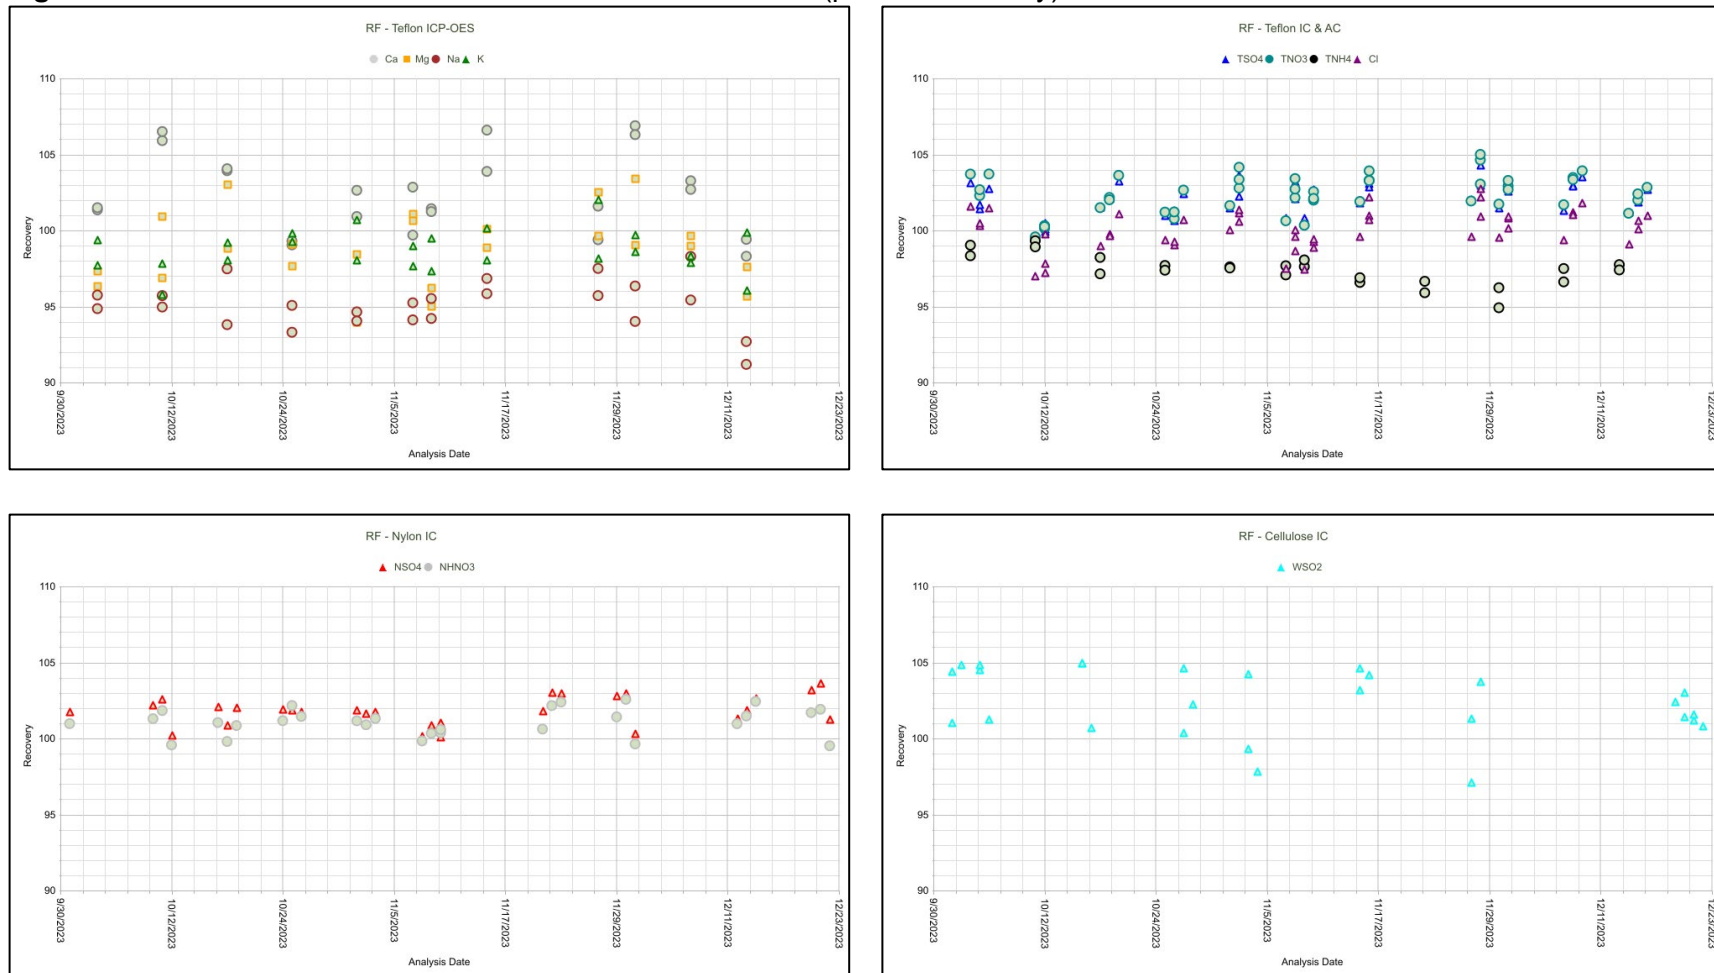 (p
y)
RF - Teflon ICP-OES
Ca Mg Na K
110
105
100
95
90
Recovery
9/30/2023 10/12/2023 10/24/2023 11/5/2023 11/17/2023 11/29/2023 12/11/2023 12/23/2023
Analysis Date
RF - Teflon IC & AC
TSO4 TNO3 TNH4 Cl
110
105
100
95
90
Recovery
9/30/2023 10/12/2023 10/24/2023 11/5/2023 11/17/2023 11/29/2023 12/11/2023 12/23/2023
Analysis Date
RF - Nylon IC
NSO4 NHNO3
110
105
100
95
90
Recovery
9/30/2023 10/12/2023 10/24/2023 11/5/2023 11/17/2023 11/29/2023 12/11/2023 12/23/2023
Analysis Date
RF - Cellulose IC
WSO2
110
105
100
95
90
Recovery
9/30/2023 10/12/2023 10/24/2023 11/5/2023 11/17/2023 11/29/2023 12/11/2023 12/23/2023
Analysis Date